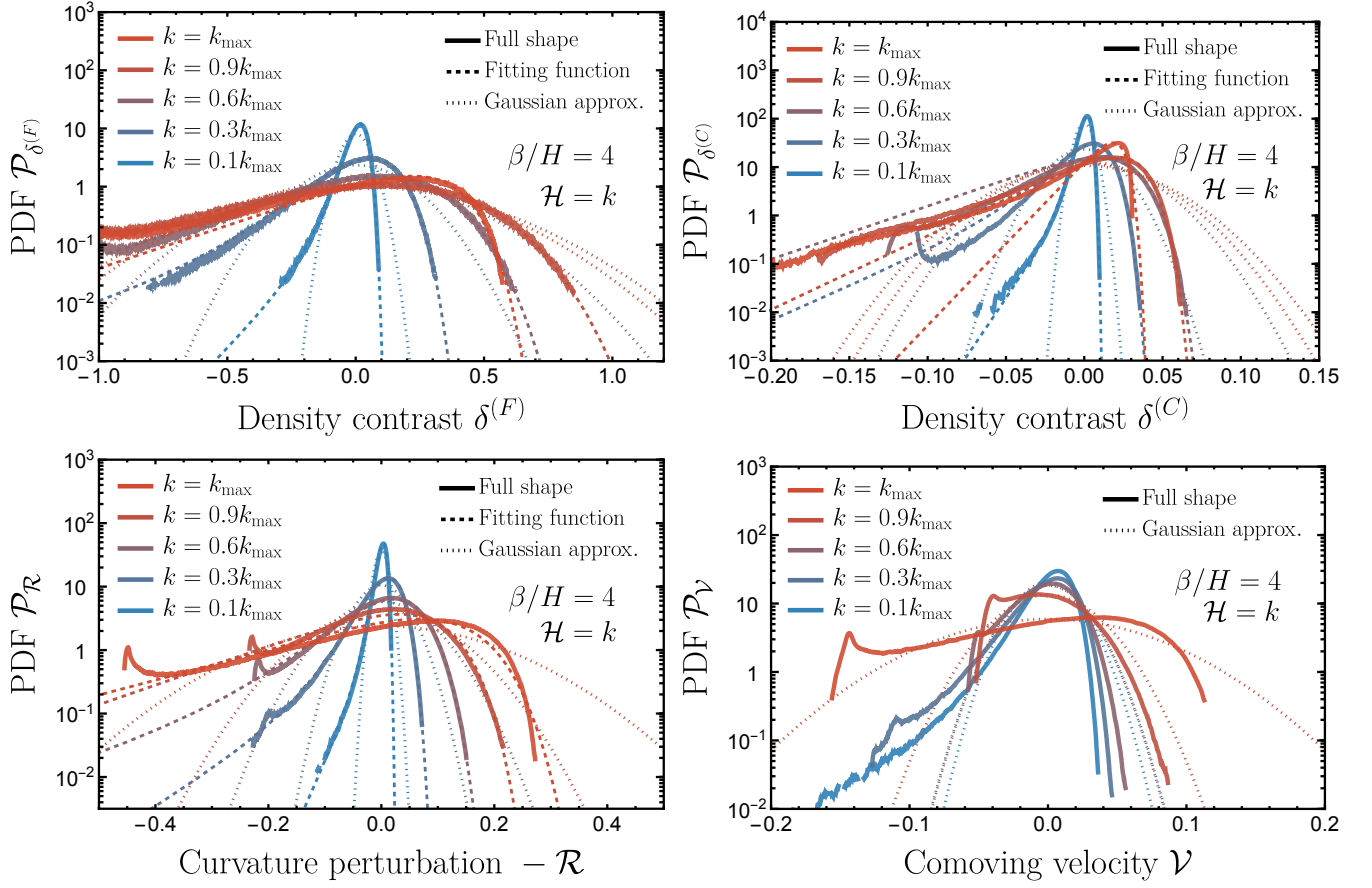 PDF 𝒫_δ^(F)
10³
10²
10
1
10⁻¹
10⁻²
10⁻³
k = k_max
k = 0.9k_max
k = 0.6k_max
k = 0.3k_max
k = 0.1k_max
Full shape
Fitting function
Gaussian approx.
β/H = 4
ℋ = k
−1.0 −0.5 0.0 0.5 1.0
Density contrast δ^(F)
PDF 𝒫_δ^(C)
10⁴
10³
10²
10
1
10⁻¹
10⁻²
10⁻³
k = k_max
k = 0.9k_max
k = 0.6k_max
k = 0.3k_max
k = 0.1k_max
Full shape
Fitting function
Gaussian approx.
β/H = 4
ℋ = k
−0.20 −0.15 −0.10 −0.05 0.00 0.05 0.10 0.15
Density contrast δ^(C)
PDF 𝒫_ℛ
10³
10²
10
1
10⁻¹
10⁻²
k = k_max
k = 0.9k_max
k = 0.6k_max
k = 0.3k_max
k = 0.1k_max
Full shape
Fitting function
Gaussian approx.
β/H = 4
ℋ = k
−0.4 −0.2 0.0 0.2 0.4
Curvature perturbation − ℛ
PDF 𝒫_𝒱
10³
10²
10
1
10⁻¹
10⁻²
k = k_max
k = 0.9k_max
k = 0.6k_max
k = 0.3k_max
k = 0.1k_max
Full shape
Gaussian approx.
β/H = 4
ℋ = k
−0.2 −0.1 0.0 0.1 0.2
Comoving velocity 𝒱